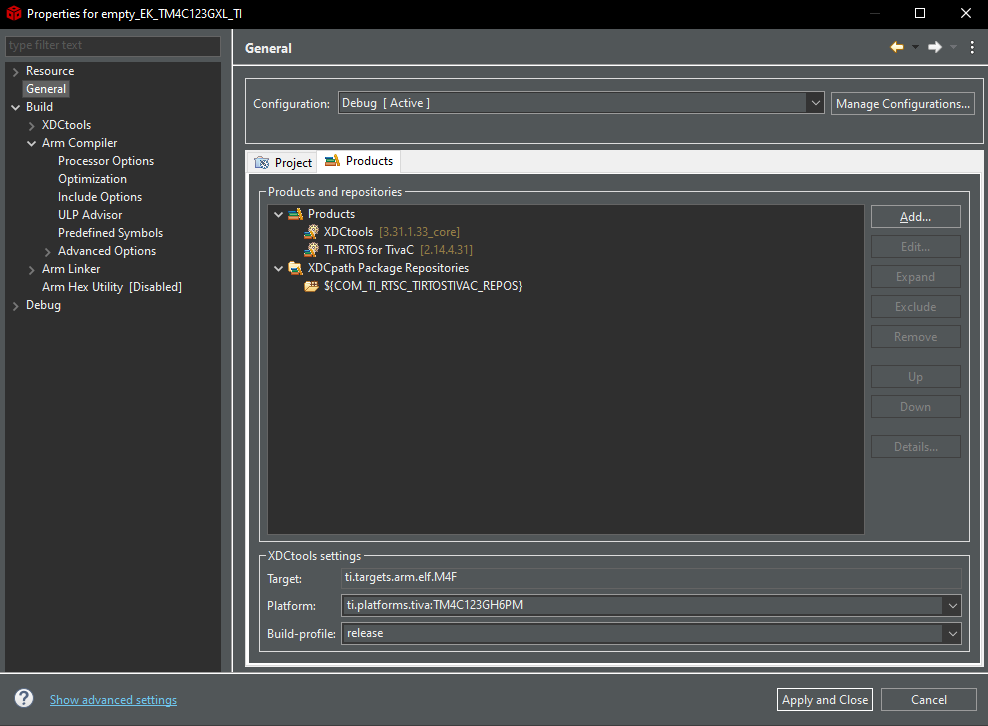 Properties for empty_EK_TM4C123GXL_TI
type filter text
Resource
General
Build
XDCtools
Arm Compiler
Processor Options
Optimization
Include Options
ULP Advisor
Predefined Symbols
Advanced Options
Arm Linker
Arm Hex Utility [Disabled]
Debug
General
Configuration: Debug [ Active ] Manage Configurations...
Project Products
Products and repositories
Products
XDCtools [3.31.1.33_core]
TI-RTOS for TivaC [2.14.4.31]
XDCpath Package Repositories
${COM_TI_RTSC_TIRTOSTIVAC_REPOS}
Add...
Edit...
Expand
Exclude
Remove
Up
Down
Details...
XDCtools settings
Target: ti.targets.arm.elf.M4F
Platform: ti.platforms.tiva:TM4C123GH6PM
Build-profile: release
? Show advanced settings
Apply and Close Cancel